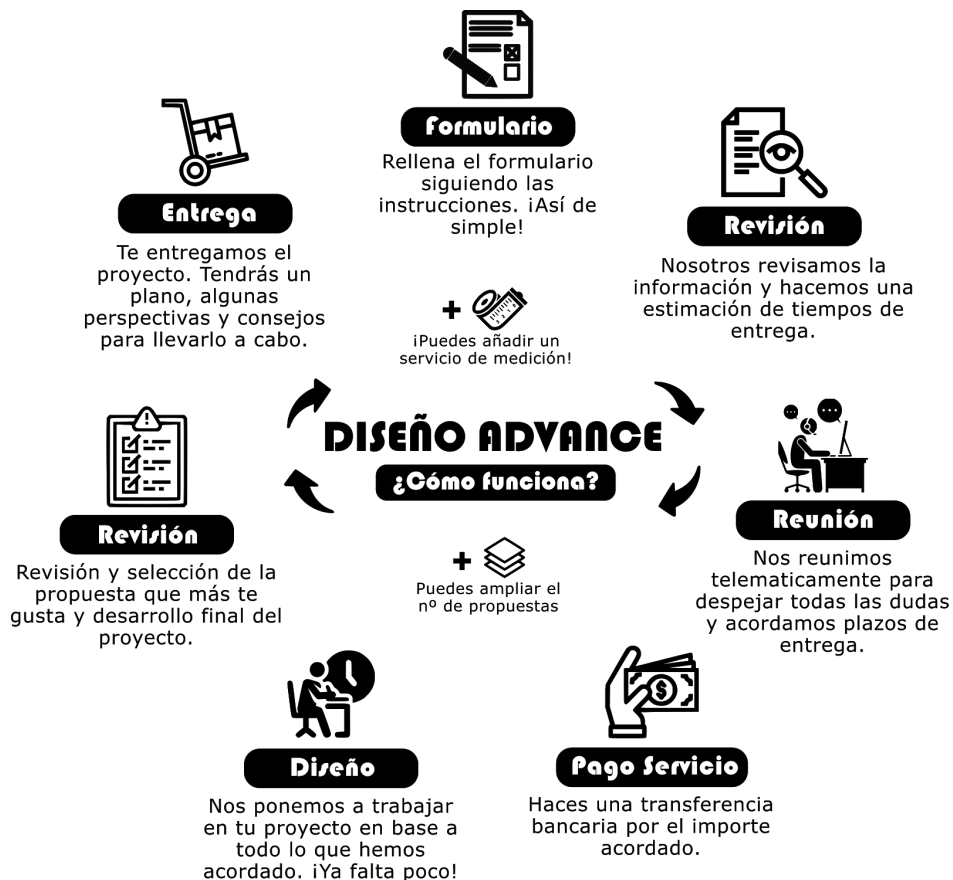 Formulario
Rellena el formulario
siguiendo las
instrucciones. ¡Así de
simple!
+
¡Puedes añadir un
servicio de medición!
Revisión
Nosotros revisamos la
información y hacemos una
estimación de tiempos de
entrega.
Reunión
Nos reunimos
telematicamente para
despejar todas las dudas
y acordamos plazos de
entrega.
Pago Servicio
Haces una transferencia
bancaria por el importe
acordado.
Diseño
Nos ponemos a trabajar
en tu proyecto en base a
todo lo que hemos
acordado. ¡Ya falta poco!
Revisión
Revisión y selección de la
propuesta que más te
gusta y desarrollo final del
proyecto.
Entrega
Te entregamos el
proyecto. Tendrás un
plano, algunas
perspectivas y consejos
para llevarlo a cabo.
DISEÑO ADVANCE
¿Cómo funciona?
+
Puedes ampliar el
nº de propuestas
$